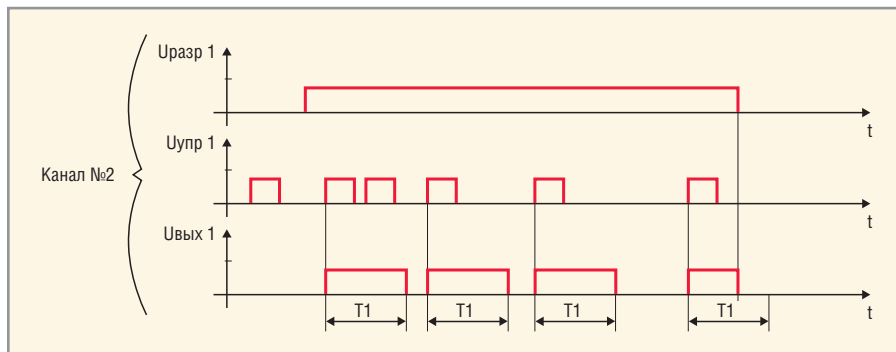 Uразр 1
t
Uупр 1
Канал №2
t
Uвых 1
T1 T1 T1 T1
t